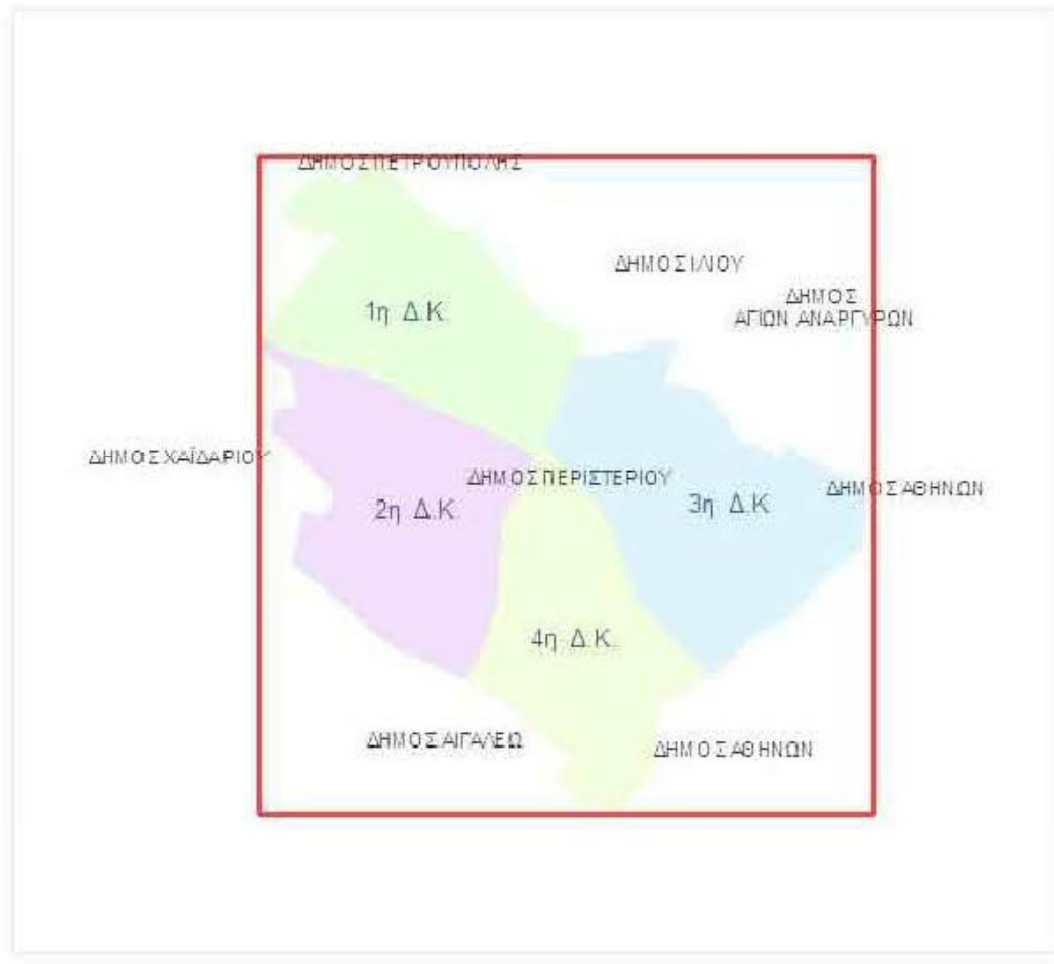 ΔΗΜΟΣ ΠΕΤΡΟΥΠΟΛΗΣ
ΔΗΜΟΣ ΙΛΙΟΥ
ΔΗΜΟΣ
ΑΓΙΩΝ ΑΝΑΡΓΥΡΩΝ
1η Δ.Κ.
ΔΗΜΟΣ ΧΑΪΔΑΡΙΟΥ
ΔΗΜΟΣ ΠΕΡΙΣΤΕΡΙΟΥ
ΔΗΜΟΣ ΑΘΗΝΩΝ
2η Δ.Κ.
3η Δ.Κ.
4η Δ.Κ.
ΔΗΜΟΣ ΑΙΓΑΛΕΩ
ΔΗΜΟΣ ΑΘΗΝΩΝ